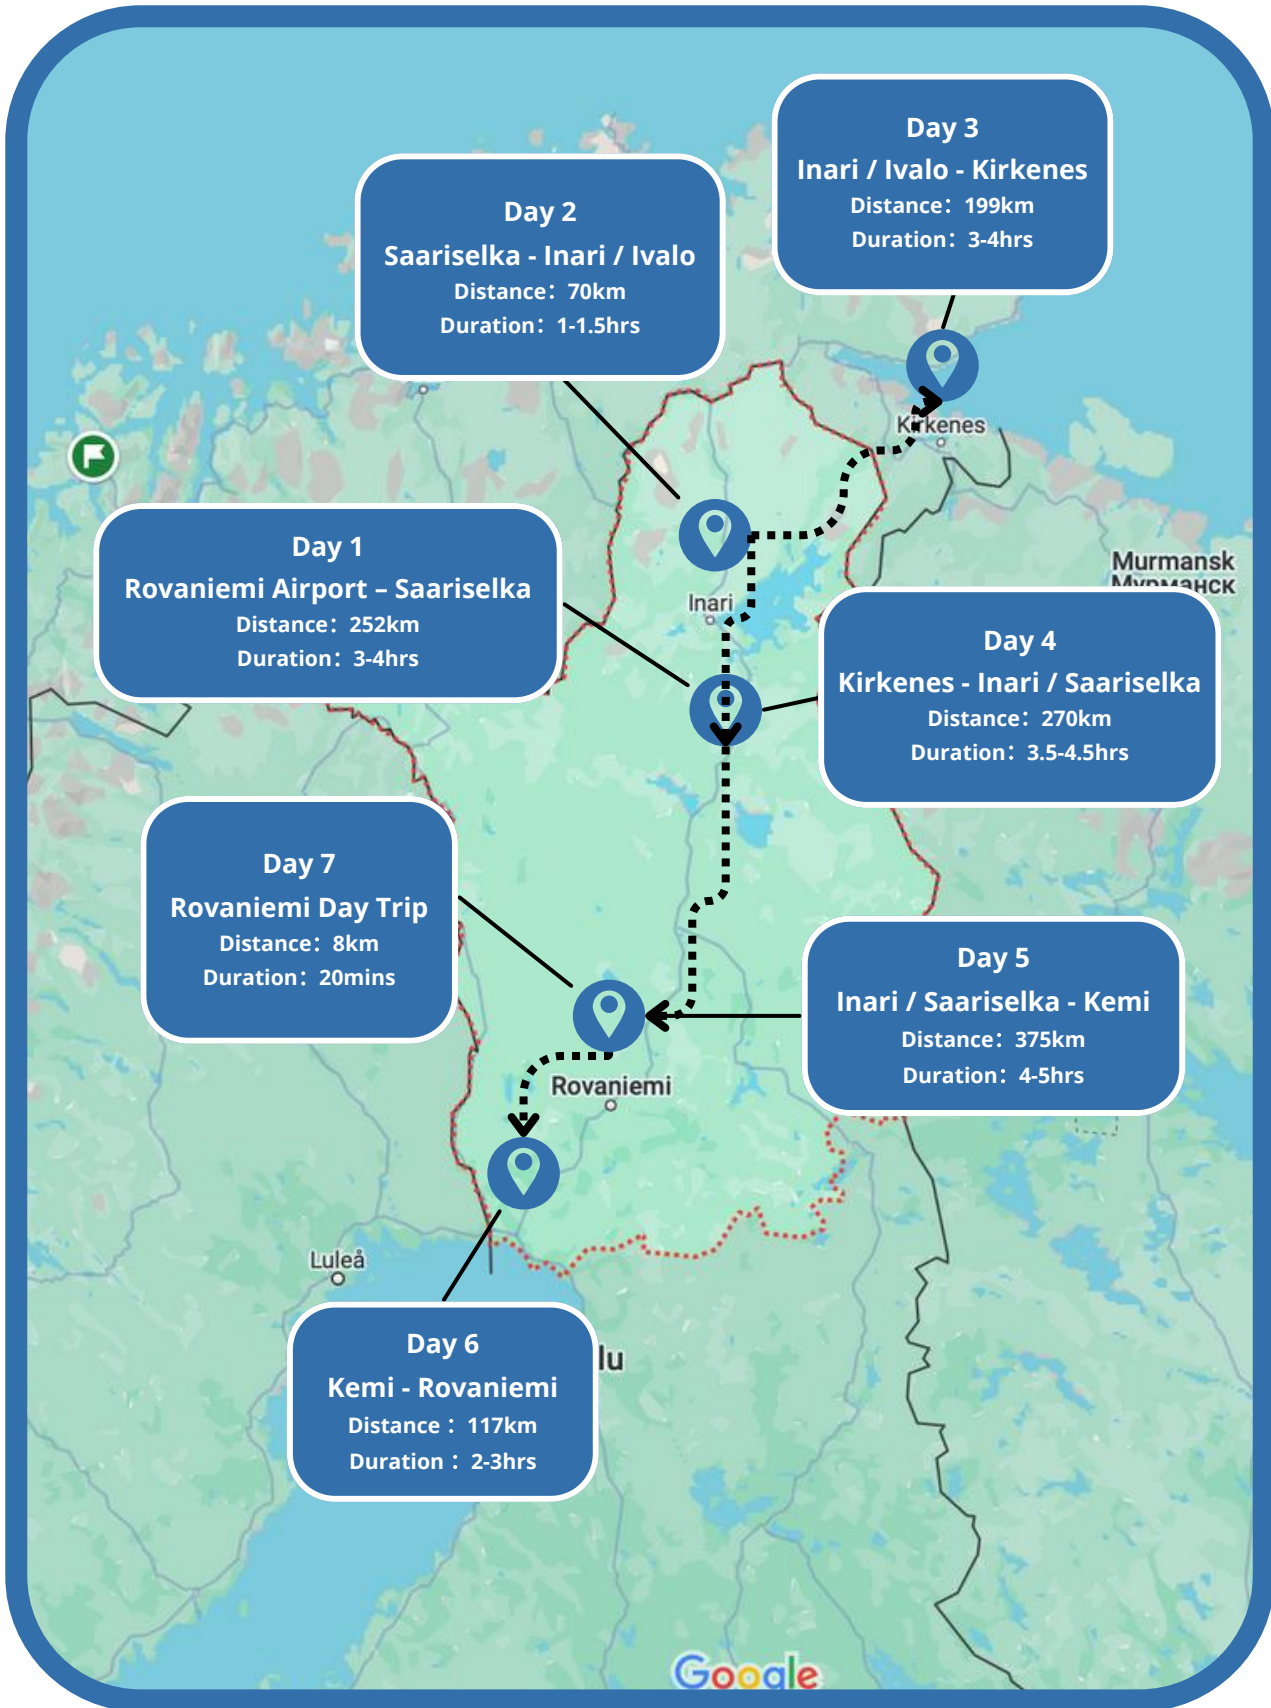 Day 3
Inari / Ivalo - Kirkenes
Distance：199km
Duration：3-4hrs
Day 2
Saariselka - Inari / Ivalo
Distance：70km
Duration：1-1.5hrs
Kirkenes
Day 1
Rovaniemi Airport – Saariselka
Distance：252km
Duration：3-4hrs
Murmansk
Мурманск
Inari
Day 4
Kirkenes - Inari / Saariselka
Distance：270km
Duration：3.5-4.5hrs
Day 7
Rovaniemi Day Trip
Distance：8km
Duration：20mins
Day 5
Inari / Saariselka - Kemi
Distance：375km
Duration：4-5hrs
Rovaniemi
Luleå
Day 6
Kemi - Rovaniemi
Distance：117km
Duration：2-3hrs
lu
Google